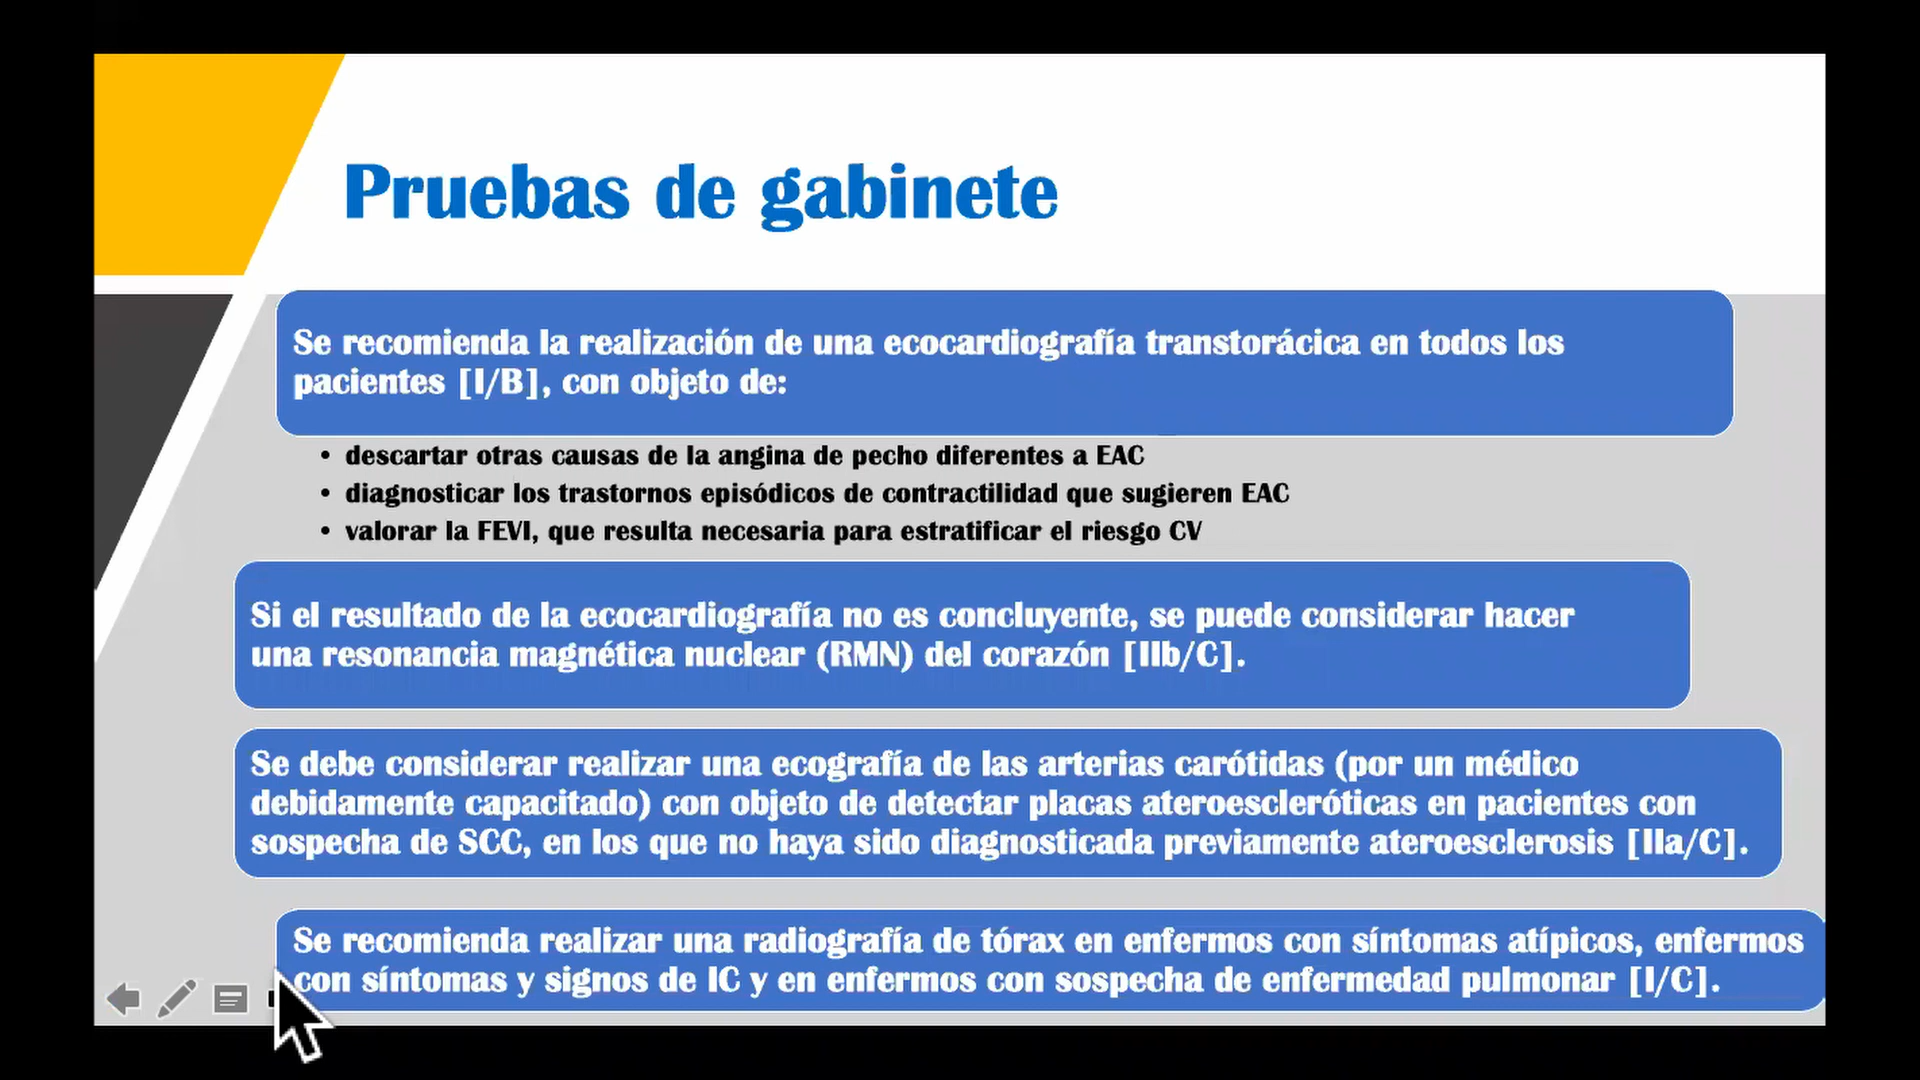 Pruebas de gabinete
Se recomienda la realización de una ecocardiografía transtorácica en todos los
pacientes [I/B], con objeto de:
• descartar otras causas de la angina de pecho diferentes a EAC
• diagnosticar los trastornos episódicos de contractilidad que sugieren EAC
• valorar la FEVI, que resulta necesaria para estratificar el riesgo CV
Si el resultado de la ecocardiografía no es concluyente, se puede considerar hacer
una resonancia magnética nuclear (RMN) del corazón [IIb/C].
Se debe considerar realizar una ecografía de las arterias carótidas (por un médico
debidamente capacitado) con objeto de detectar placas ateroescleróticas en pacientes con
sospecha de SCC, en los que no haya sido diagnosticada previamente ateroesclerosis [IIa/C].
Se recomienda realizar una radiografía de tórax en enfermos con síntomas atípicos, enfermos
con síntomas y signos de IC y en enfermos con sospecha de enfermedad pulmonar [I/C].